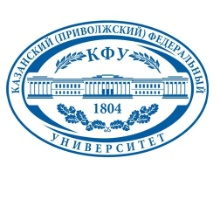 КАЗАНСКИЙ (ПРИВОЛЖСКИЙ) ФЕДЕРАЛЬНЫЙ
КФУ
1804
УНИВЕРСИТЕТ